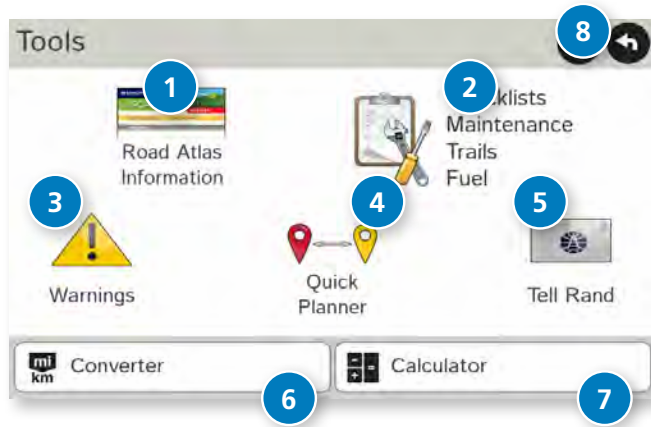 Tools
8
1
2
klists
Maintenance
Trails
Fuel
Road Atlas
Information
3
4
5
Warnings
Quick
Planner
Tell Rand
mi
km
Converter
Calculator
6
7